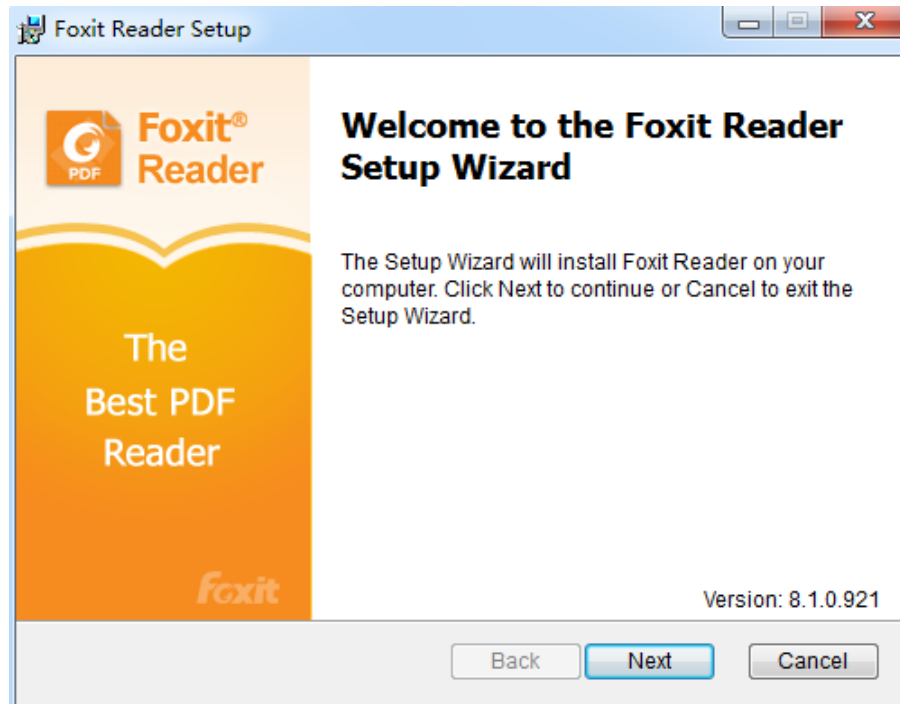 Foxit Reader Setup
Foxit®
Reader
PDF
Welcome to the Foxit Reader
Setup Wizard
The Setup Wizard will install Foxit Reader on your
computer. Click Next to continue or Cancel to exit the
Setup Wizard.
The
Best PDF
Reader
foxit
Version: 8.1.0.921
Back
Next
Cancel